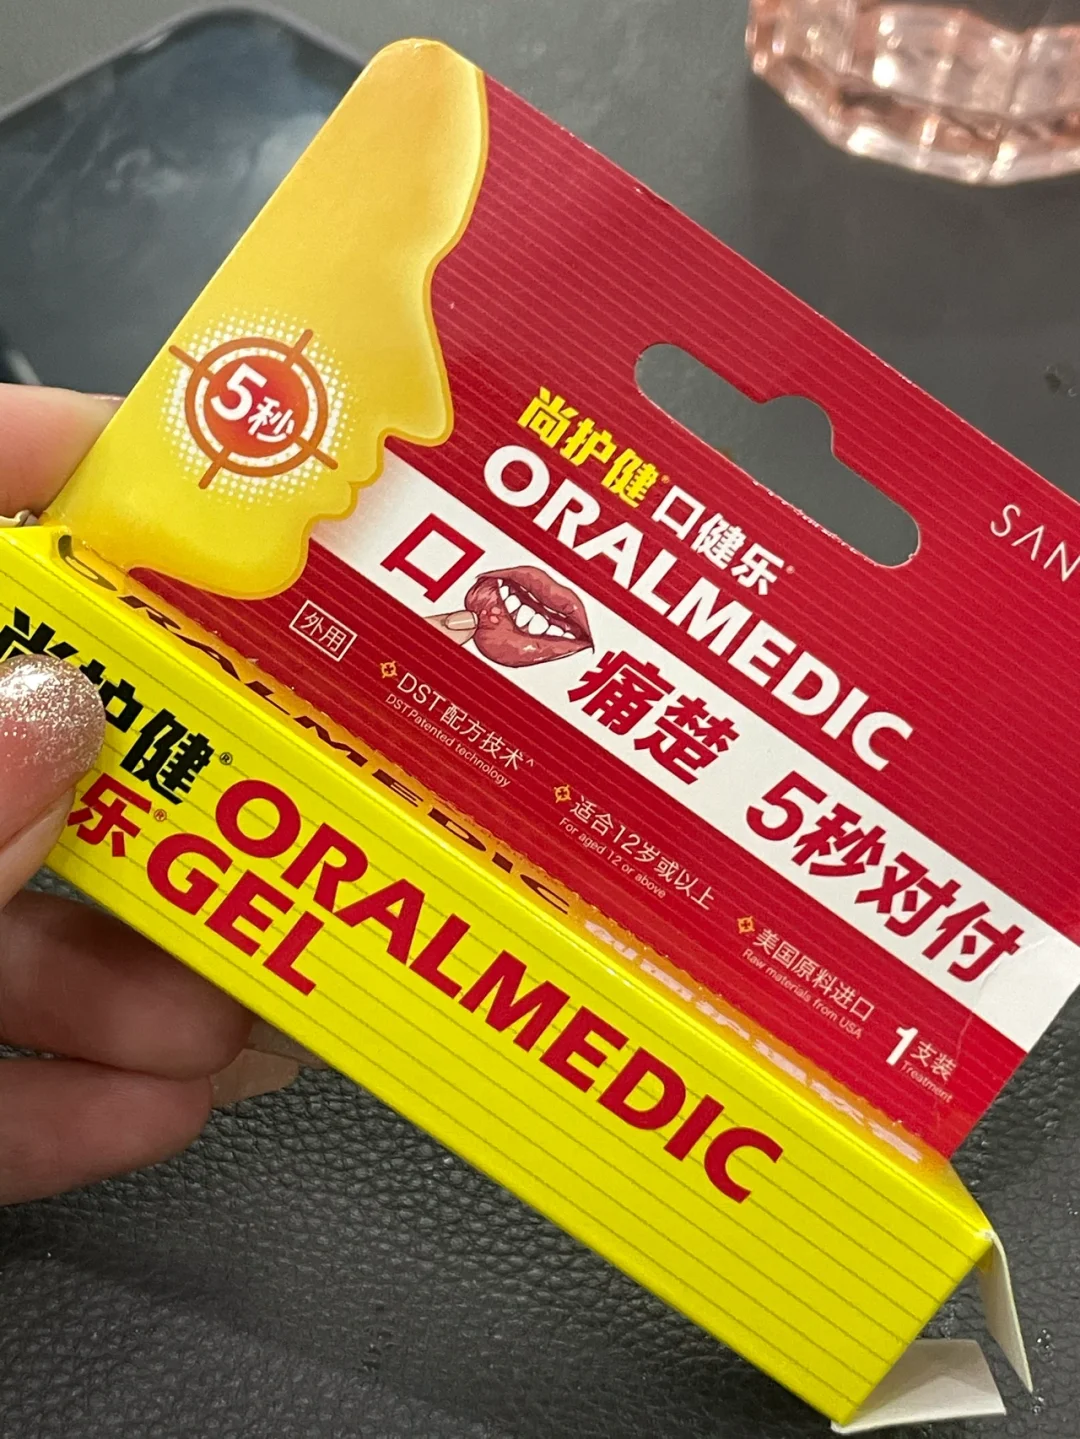 5秒
尚护健® 口健乐®
ORALMEDIC
SAN
口 痛楚 5秒对付
外用
DST配方技术^
DST Patented technology
适合12岁或以上
For aged 12 or above
美国原料进口
Raw materials from USA
1支装
Treatment
ORALMEDIC
尚护健® ORALMEDIC
乐® GEL